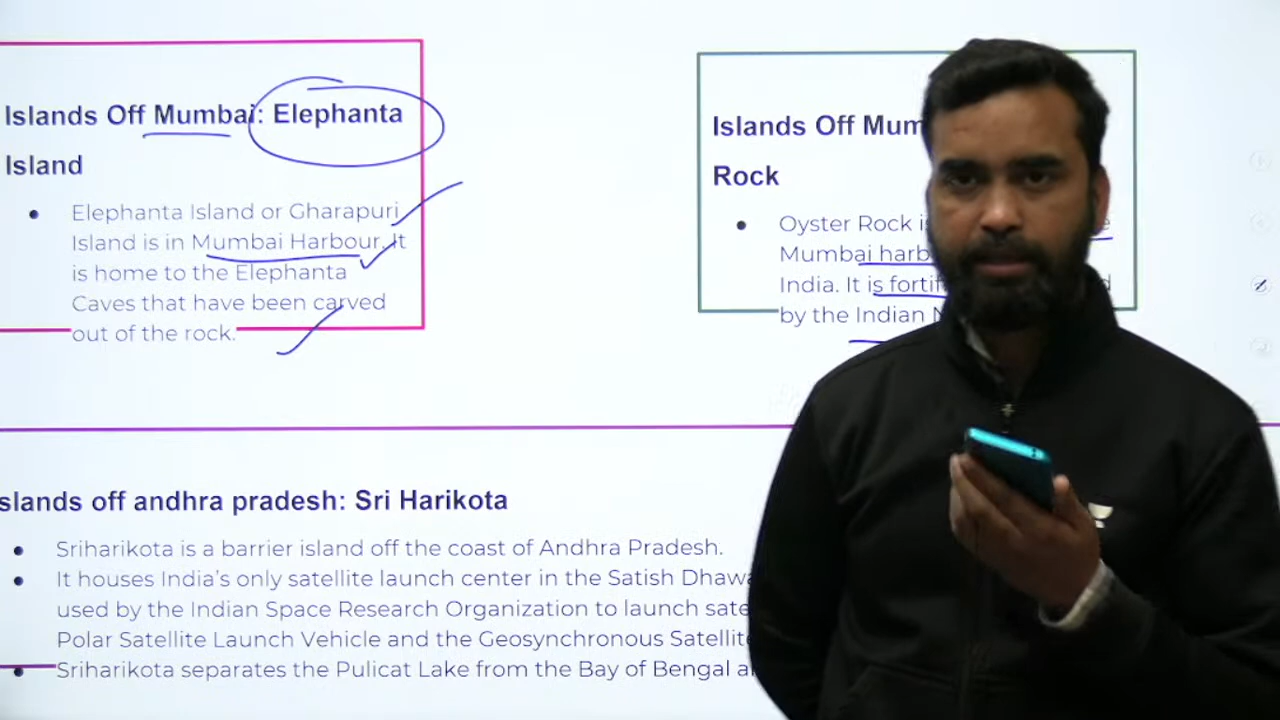 Islands Off Mumbai: Elephanta
Island
Elephanta Island or Gharapuri
Island is in Mumbai Harbour. It
is home to the Elephanta
Caves that have been carved
out of the rock.
Islands Off Mum
Rock
Oyster Rock
Mumbai harb
India. It is fortif
by the Indian N
slands off andhra pradesh: Sri Harikota
Sriharikota is a barrier island off the coast of Andhra Pradesh.
It houses India's only satellite launch center in the Satish Dhawa
used by the Indian Space Research Organization to launch sate
Polar Satellite Launch Vehicle and the Geosynchronous Satellite
Sriharikota separates the Pulicat Lake from the Bay of Bengal